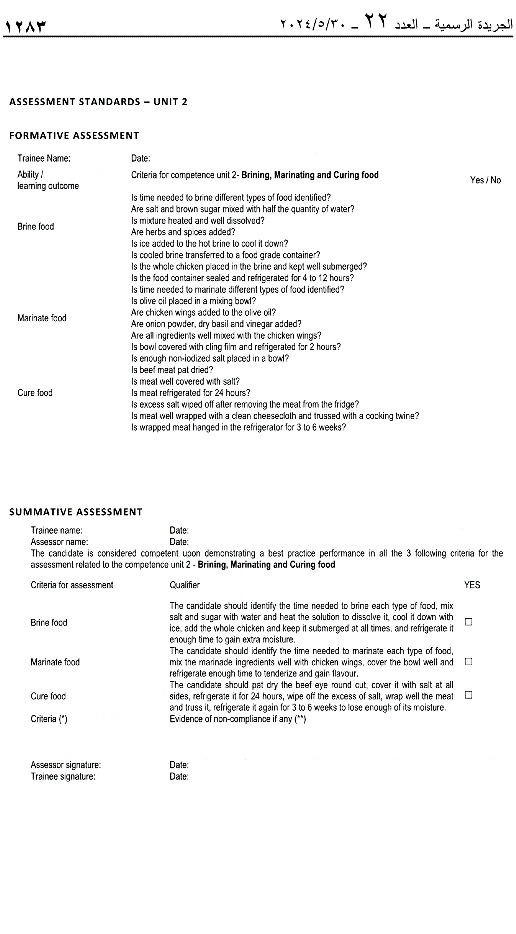 ١٢٨٣
الجريدة الرسمية – العدد ٢٢ – ٢٠٢٤/٥/٣٠
ASSESSMENT STANDARDS – UNIT 2
FORMATIVE ASSESSMENT
Trainee Name: Date:
Ability / learning outcome Criteria for competence unit 2- Brining, Marinating and Curing food Yes / No
Brine food
Is time needed to brine different types of food identified?
Are salt and brown sugar mixed with half the quantity of water?
Is mixture heated and well dissolved?
Are herbs and spices added?
Is ice added to the hot brine to cool it down?
Is cooled brine transferred to a food grade container?
Is the whole chicken placed in the brine and kept well submerged?
Is the food container sealed and refrigerated for 4 to 12 hours?
Marinate food
Is time needed to marinate different types of food identified?
Is olive oil placed in a mixing bowl?
Are chicken wings added to the olive oil?
Are onion powder, dry basil and vinegar added?
Are all ingredients well mixed with the chicken wings?
Is bowl covered with cling film and refrigerated for 2 hours?
Cure food
Is enough non-iodized salt placed in a bowl?
Is beef meat pat dried?
Is meat well covered with salt?
Is meat refrigerated for 24 hours?
Is excess salt wiped off after removing the meat from the fridge?
Is meat well wrapped with a clean cheesecloth and trussed with a cooking twine?
Is wrapped meat hanged in the refrigerator for 3 to 6 weeks?
SUMMATIVE ASSESSMENT
Trainee name: Date:
Assessor name: Date:
The candidate is considered competent upon demonstrating a best practice performance in all the 3 following criteria for the
assessment related to the competence unit 2 - Brining, Marinating and Curing food
Criteria for assessment Qualifier YES
Brine food
The candidate should identify the time needed to brine each type of food, mix
salt and sugar with water and heat the solution to dissolve it, cool it down with
ice, add the whole chicken and keep it submerged at all times, and refrigerate it
enough time to gain extra moisture.
Marinate food
The candidate should identify the time needed to marinate each type of food,
mix the marinade ingredients well with chicken wings, cover the bowl well and
refrigerate enough time to tenderize and gain flavour.
Cure food
The candidate should pat dry the beef eye round cut, cover it with salt at all
sides, refrigerate it for 24 hours, wipe off the excess of salt, wrap well the meat
and truss it, refrigerate it again for 3 to 6 weeks to lose enough of its moisture.
Criteria (*) Evidence of non-compliance if any (**)
Assessor signature: Date:
Trainee signature: Date: